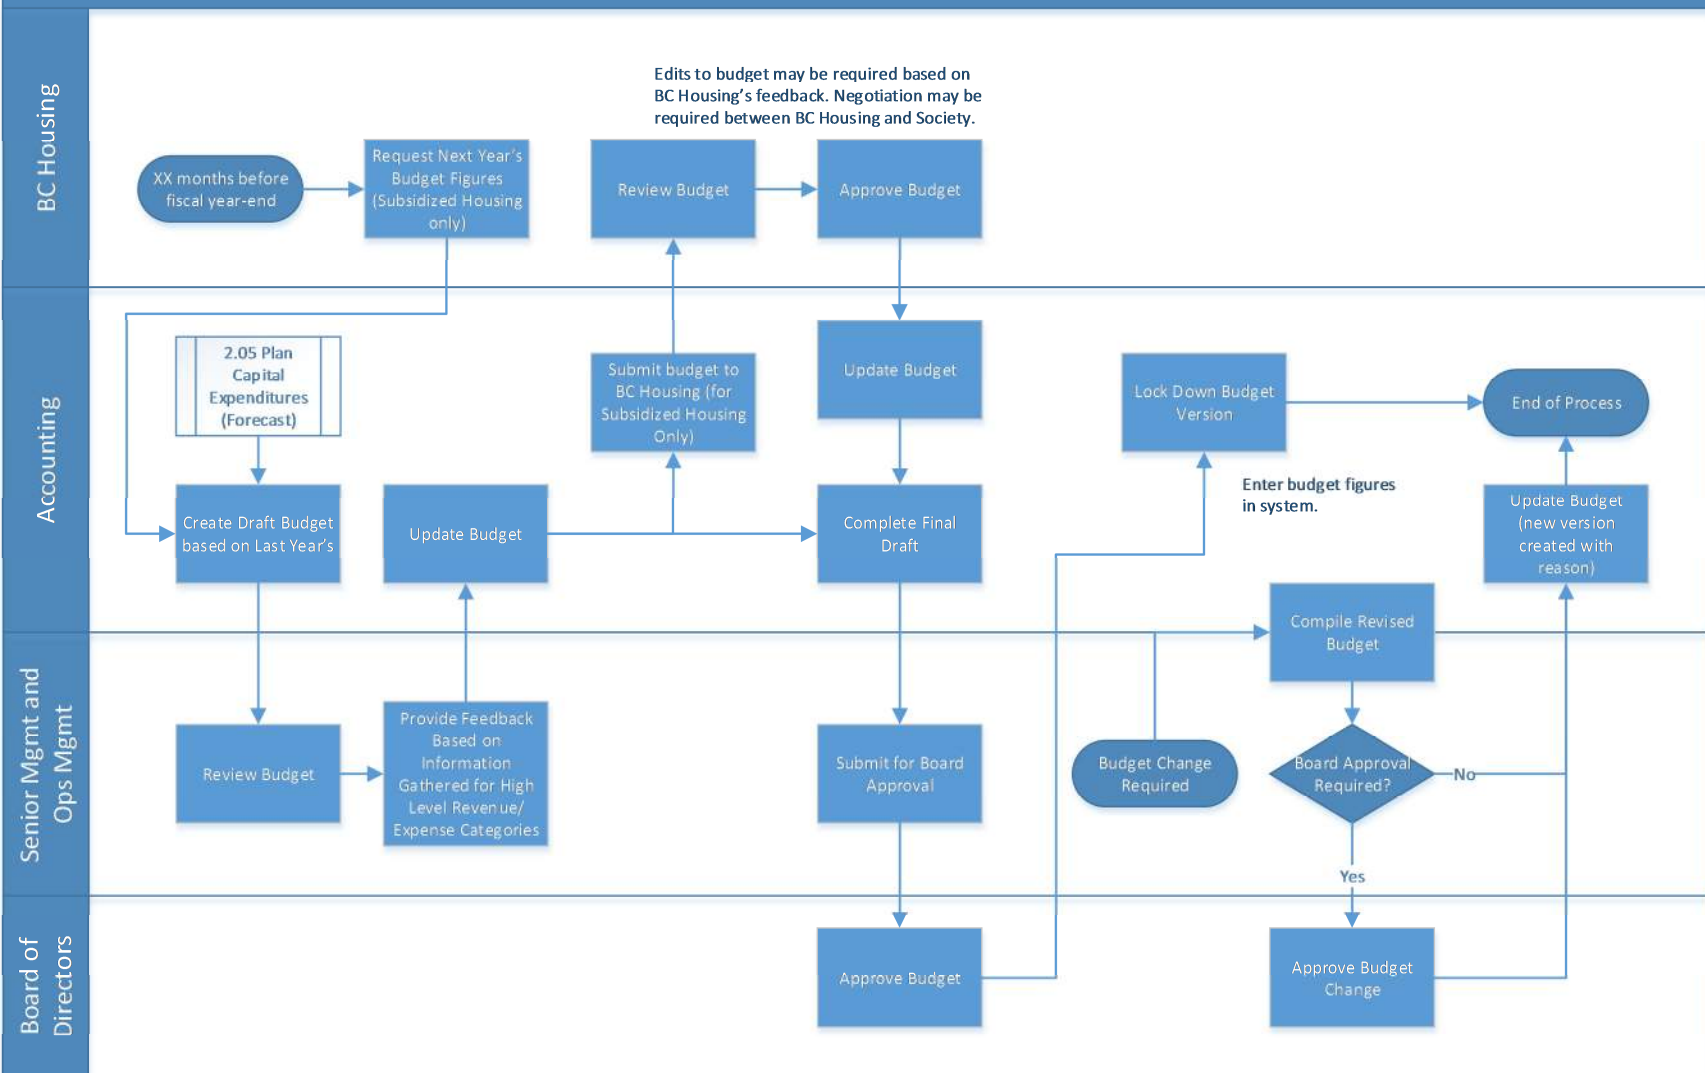 BC Housing
Edits to budget may be required based on
BC Housing's feedback. Negotiation may be
required between BC Housing and Society.
XX months before
fiscal year-end
Request Next Year's
Budget Figures
(Subsidized Housing
only)
Review Budget
Approve Budget
Accounting
2.05 Plan
Capital
Expenditures
(Forecast)
Submit budget to
BC Housing (for
Subsidized Housing
Only)
Update Budget
Lock Down Budget
Version
End of Process
Enter budget figures
in system.
Create Draft Budget
based on Last Year's
Update Budget
Complete Final
Draft
Update Budget
(new version
created with
reason)
Compile Revised
Budget
Senior Mgmt and
Ops Mgmt
Review Budget
Provide Feedback
Based on
Information
Gathered for High
Level Revenue/
Expense Categories
Submit for Board
Approval
Budget Change
Required
Board Approval
Required?
No
Yes
Board of
Directors
Approve Budget
Approve Budget
Change